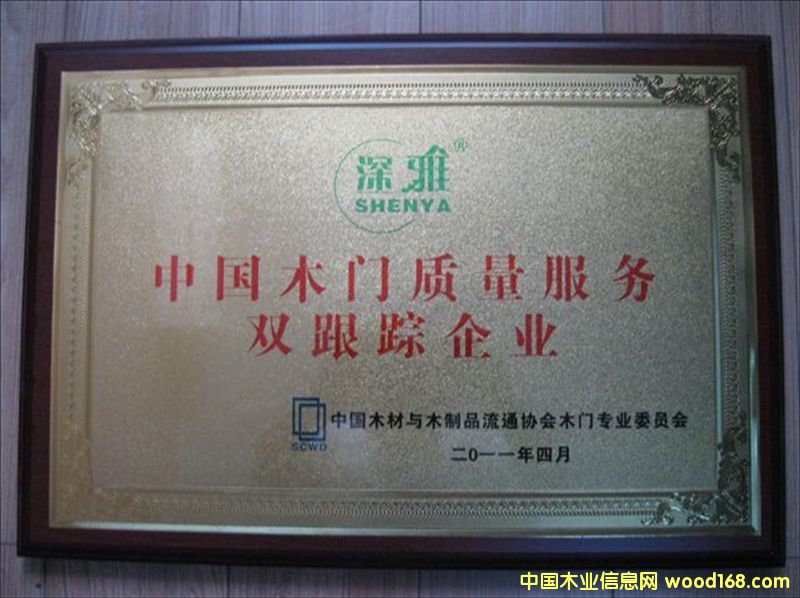 深雅®
SHENYA
中国木门质量服务
双跟踪企业
中国木材与木制品流通协会木门专业委员会
SCWD
二0一一年四月
中国木业信息网 wood168.com